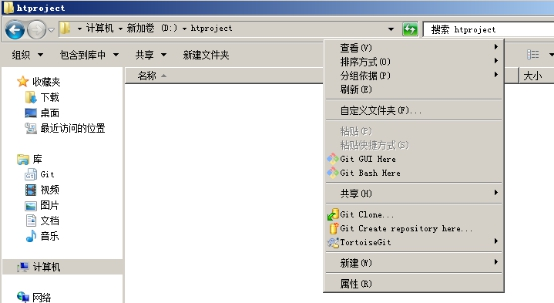 htproject
计算机 新加卷 (D:) htproject
搜索 htproject
组织 包含到库中 共享 新建文件夹
名称 大小
收藏夹
下载
桌面
最近访问的位置
库
Git
视频
图片
文档
音乐
计算机
网络
查看(V)
排序方式(O)
分组依据(P)
刷新(E)
自定义文件夹(F)...
粘贴(P)
粘贴快捷方式(S)
Git GUI Here
Git Bash Here
共享(H)
Git Clone...
Git Create repository here...
TortoiseGit
新建(W)
属性(R)